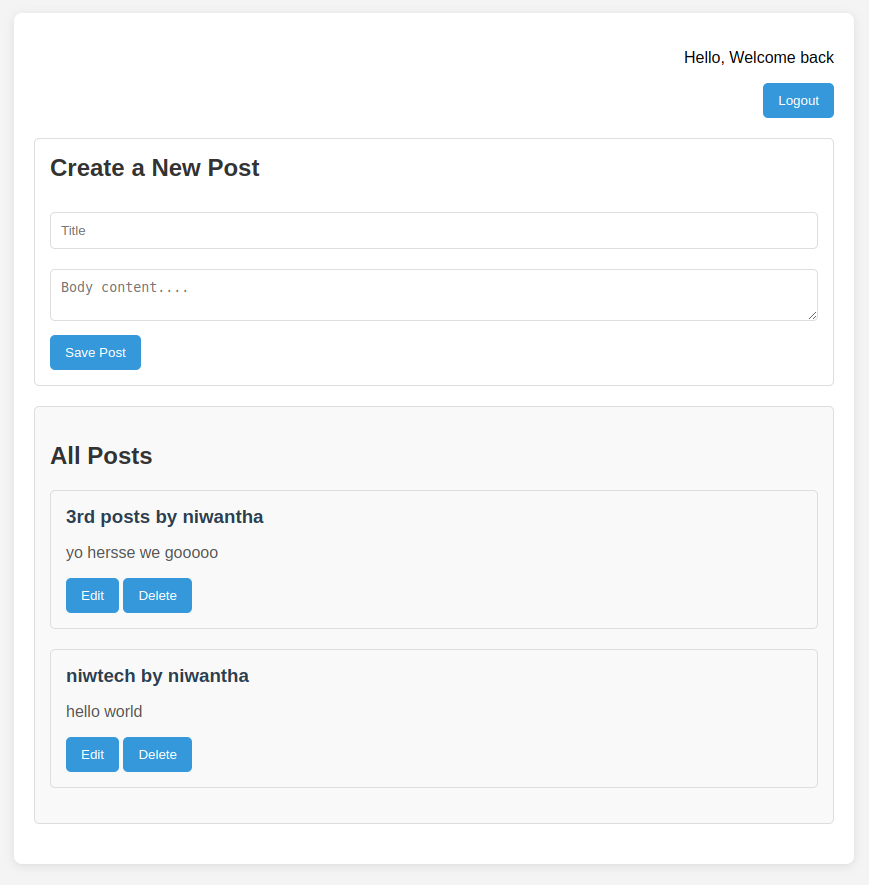 Hello, Welcome back
Logout
Create a New Post
Title
Body content....
Save Post
All Posts
3rd posts by niwantha
yo hersse we gooooo
Edit Delete
niwtech by niwantha
hello world
Edit Delete